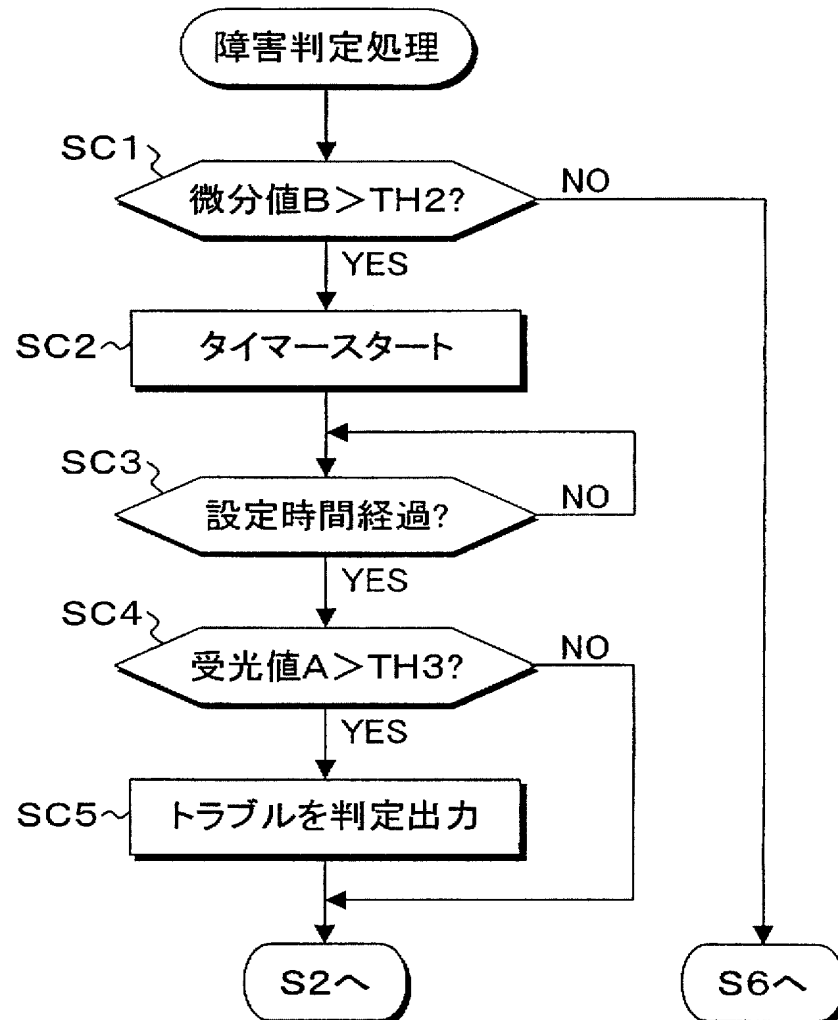 障害判定処理
SC1
微分値B＞TH2?
NO
YES
SC2
タイマースタート
SC3
設定時間経過?
NO
YES
SC4
受光値A＞TH3?
NO
YES
SC5
トラブルを判定出力
S2へ
S6へ